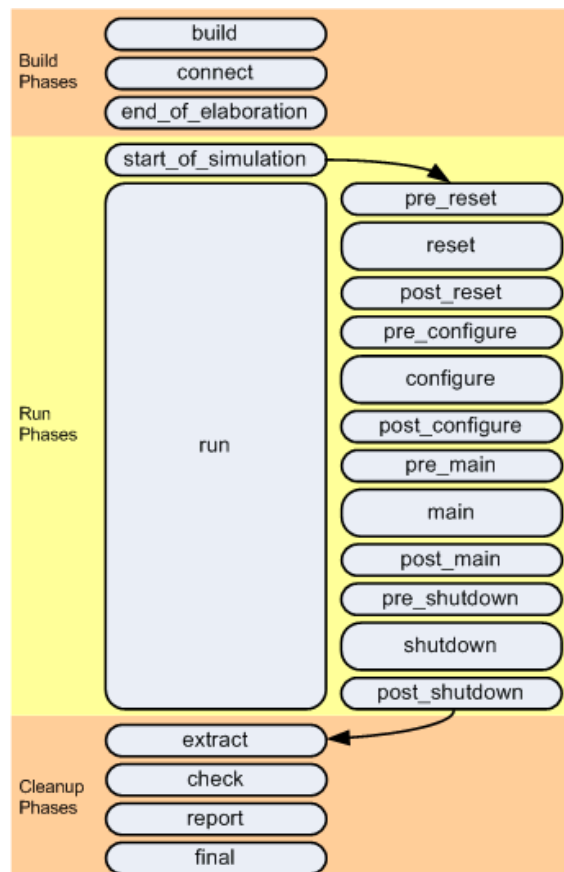 Build
Phases
build
connect
end_of_elaboration
Run
Phases
start_of_simulation
run
pre_reset
reset
post_reset
pre_configure
configure
post_configure
pre_main
main
post_main
pre_shutdown
shutdown
post_shutdown
Cleanup
Phases
extract
check
report
final